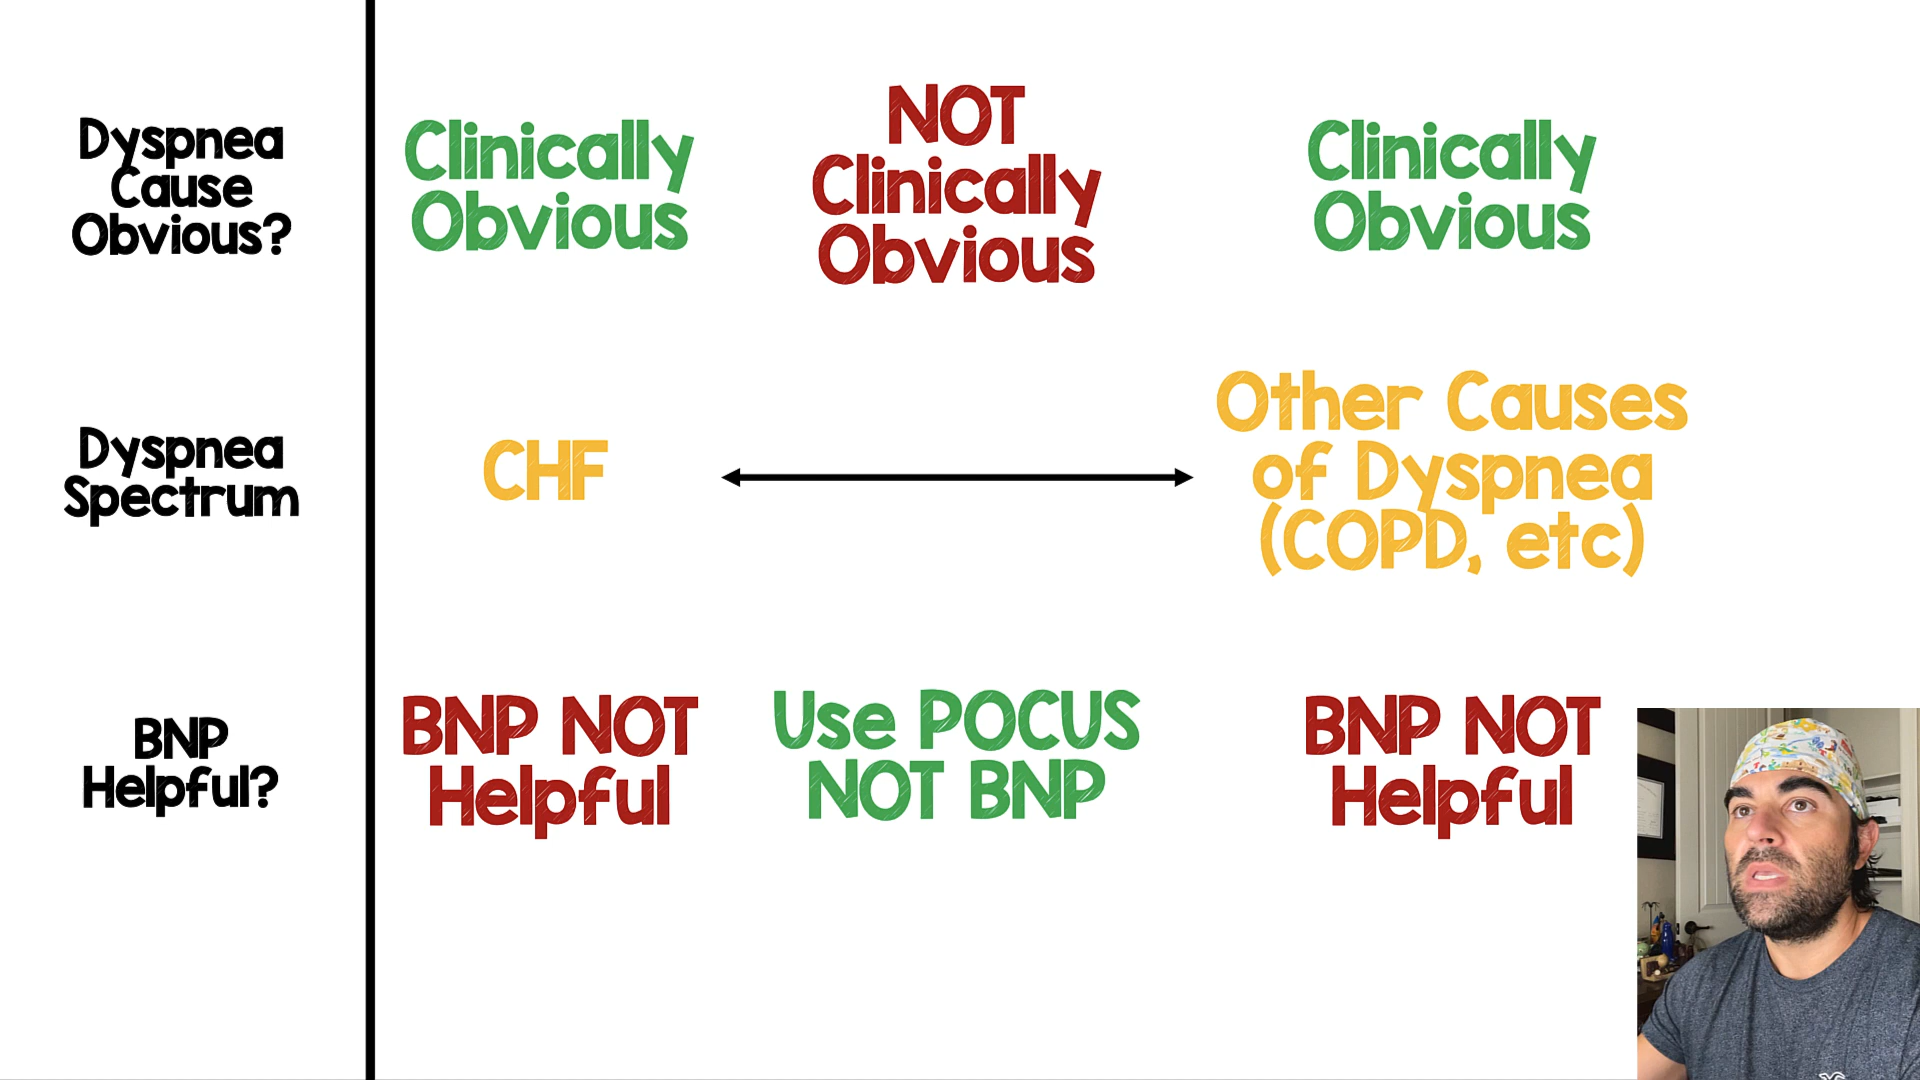 Dyspnea
Cause
Obvious?
Clinically
Obvious
NOT
Clinically
Obvious
Clinically
Obvious
Dyspnea
Spectrum
CHF
Other Causes
of Dyspnea
(COPD, etc)
BNP
Helpful?
BNP NOT
Helpful
Use POCUS
NOT BNP
BNP NOT
Helpful